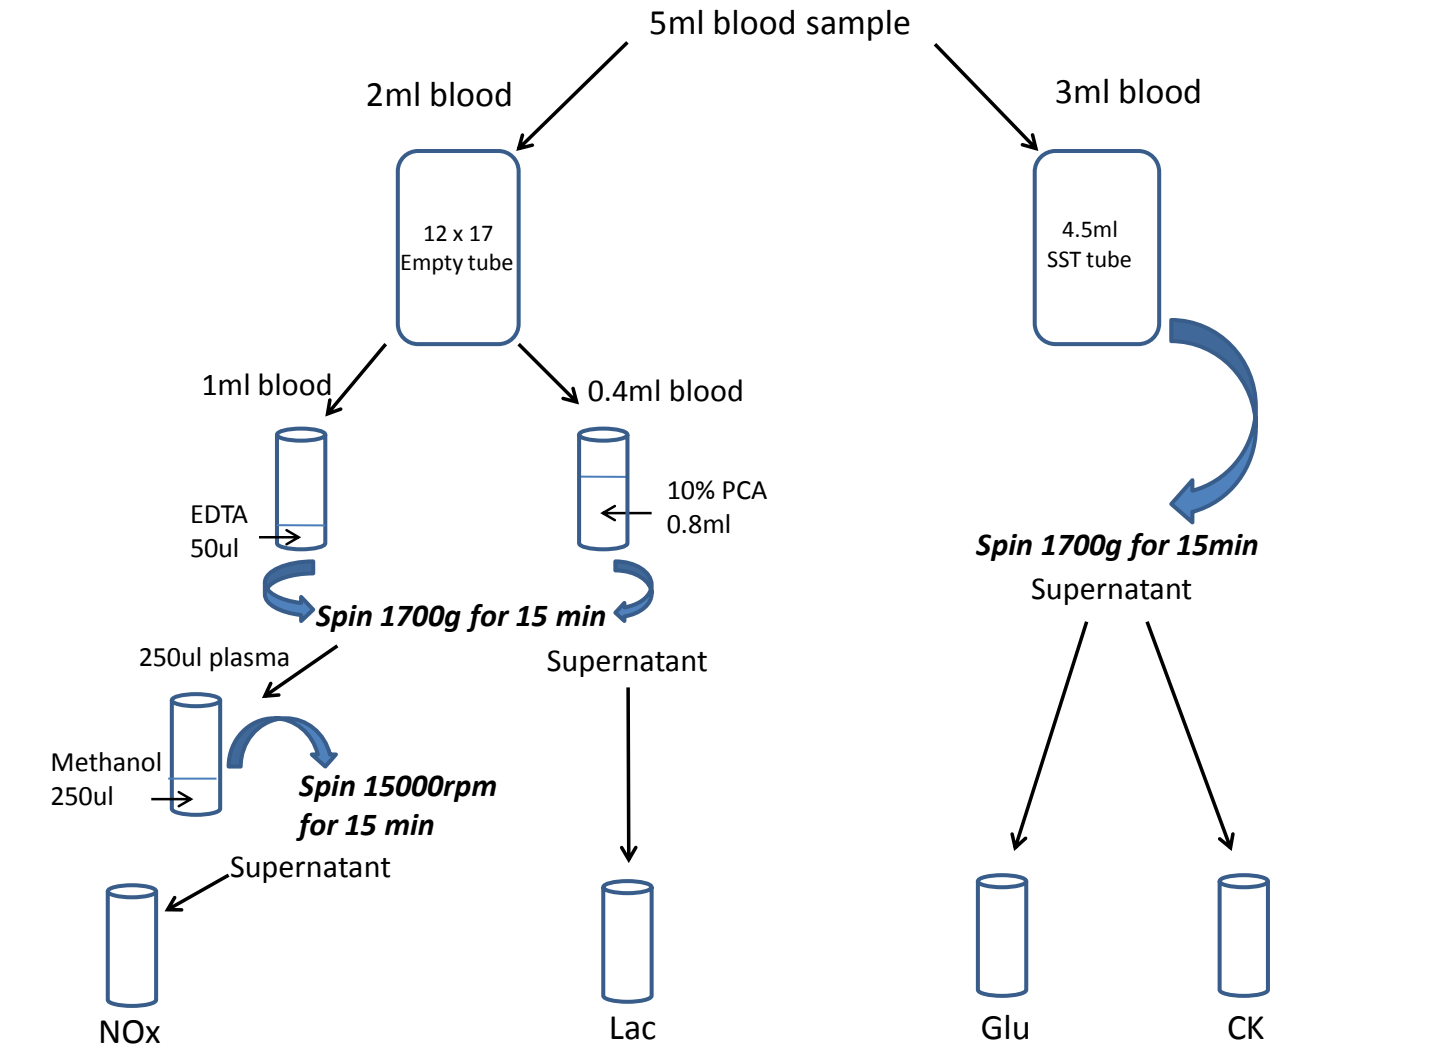 5ml blood sample
2ml blood
3ml blood
12 x 17
Empty tube
4.5ml
SST tube
1ml blood
0.4ml blood
EDTA
50ul
10% PCA
0.8ml
Spin 1700g for 15 min
Spin 1700g for 15min
Supernatant
250ul plasma
Supernatant
Methanol
250ul
Spin 15000rpm
for 15 min
Supernatant
NOx
Lac
Glu
CK